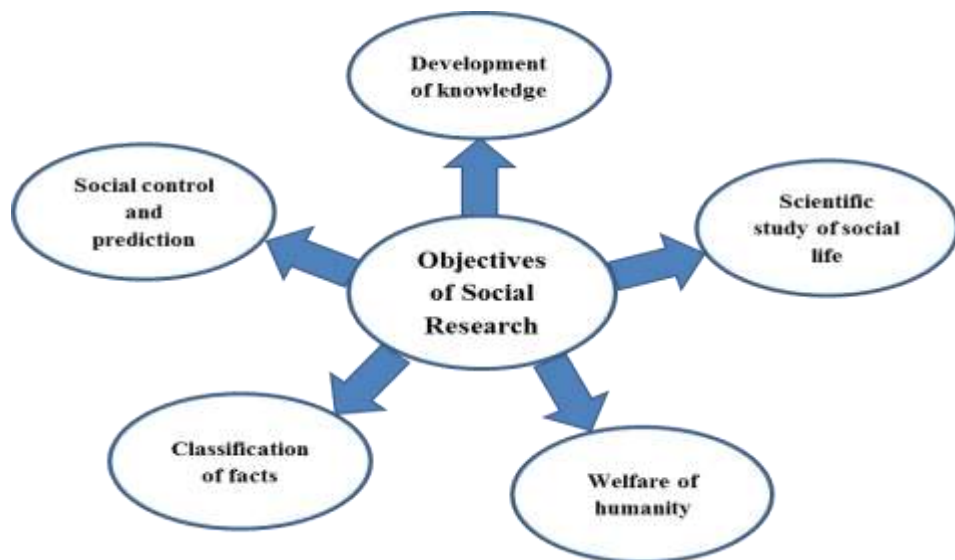 Development
of knowledge
Social control
and
prediction
Scientific
study of social
life
Objectives
of Social
Research
Classification
of facts
Welfare of
humanity